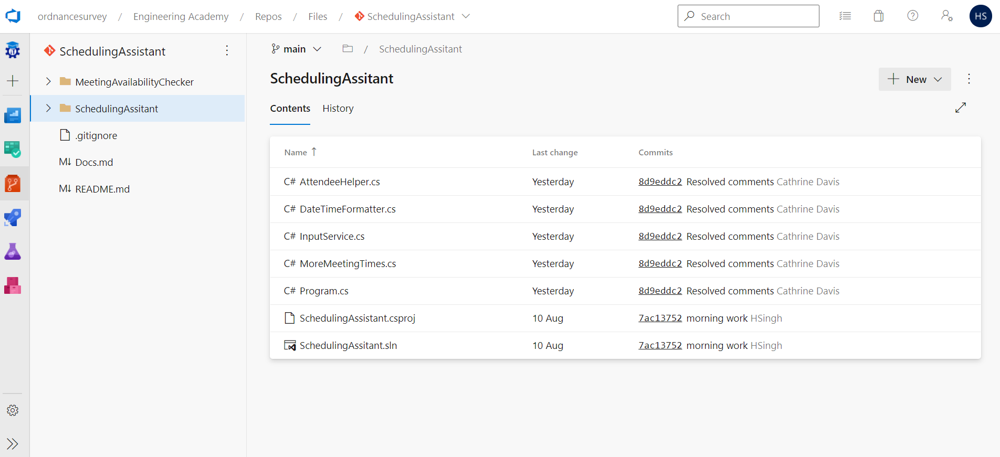 ordnancesurvey / Engineering Academy / Repos / Files / SchedulingAssistant
Search
HS
SchedulingAssistant
MeetingAvailabilityChecker
SchedulingAssitant
.gitignore
M↓ Docs.md
M↓ README.md
main / SchedulingAssitant
SchedulingAssitant
+ New
Contents History
Name ↑ Last change Commits
C# AttendeeHelper.cs Yesterday 8d9eddc2 Resolved comments Cathrine Davis
C# DateTimeFormatter.cs Yesterday 8d9eddc2 Resolved comments Cathrine Davis
C# InputService.cs Yesterday 8d9eddc2 Resolved comments Cathrine Davis
C# MoreMeetingTimes.cs Yesterday 8d9eddc2 Resolved comments Cathrine Davis
C# Program.cs Yesterday 8d9eddc2 Resolved comments Cathrine Davis
SchedulingAssistant.csproj 10 Aug 7ac13752 morning work HSingh
SchedulingAssitant.sln 10 Aug 7ac13752 morning work HSingh